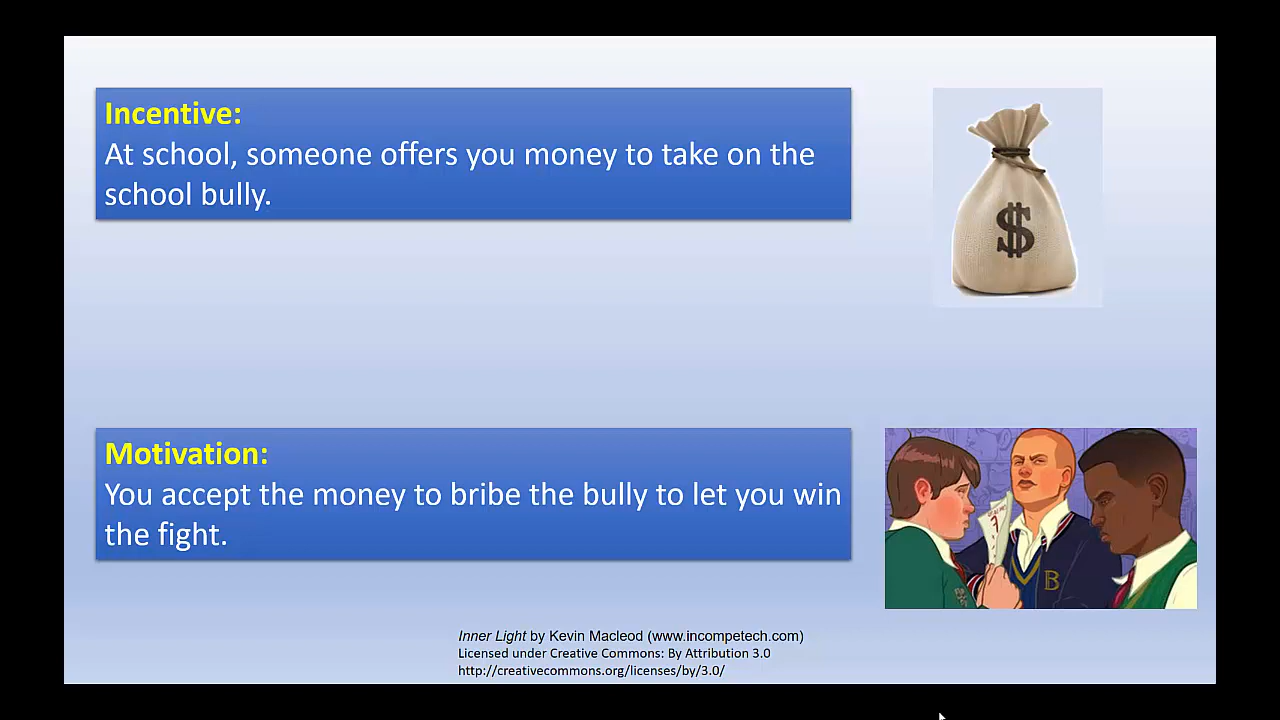 Incentive:
At school, someone offers you money to take on the
school bully.
$
Motivation:
You accept the money to bribe the bully to let you win
the fight.
B
Inner Light by Kevin Macleod (www.incompetech.com)
Licensed under Creative Commons: By Attribution 3.0
http://creativecommons.org/licenses/by/3.0/